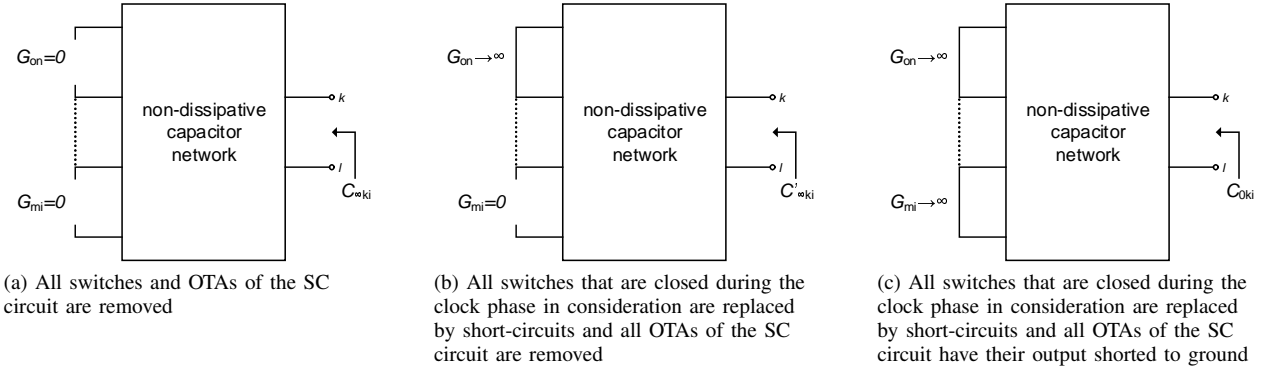 G_on=0
G_mi=0
non-dissipative
capacitor
network
k
l
C_∞ki
(a) All switches and OTAs of the SC
circuit are removed
G_on→∞
G_mi=0
non-dissipative
capacitor
network
k
l
C'_∞ki
(b) All switches that are closed during the
clock phase in consideration are replaced
by short-circuits and all OTAs of the SC
circuit are removed
G_on→∞
G_mi→∞
non-dissipative
capacitor
network
k
l
C_0ki
(c) All switches that are closed during the
clock phase in consideration are replaced
by short-circuits and all OTAs of the SC
circuit have their output shorted to ground